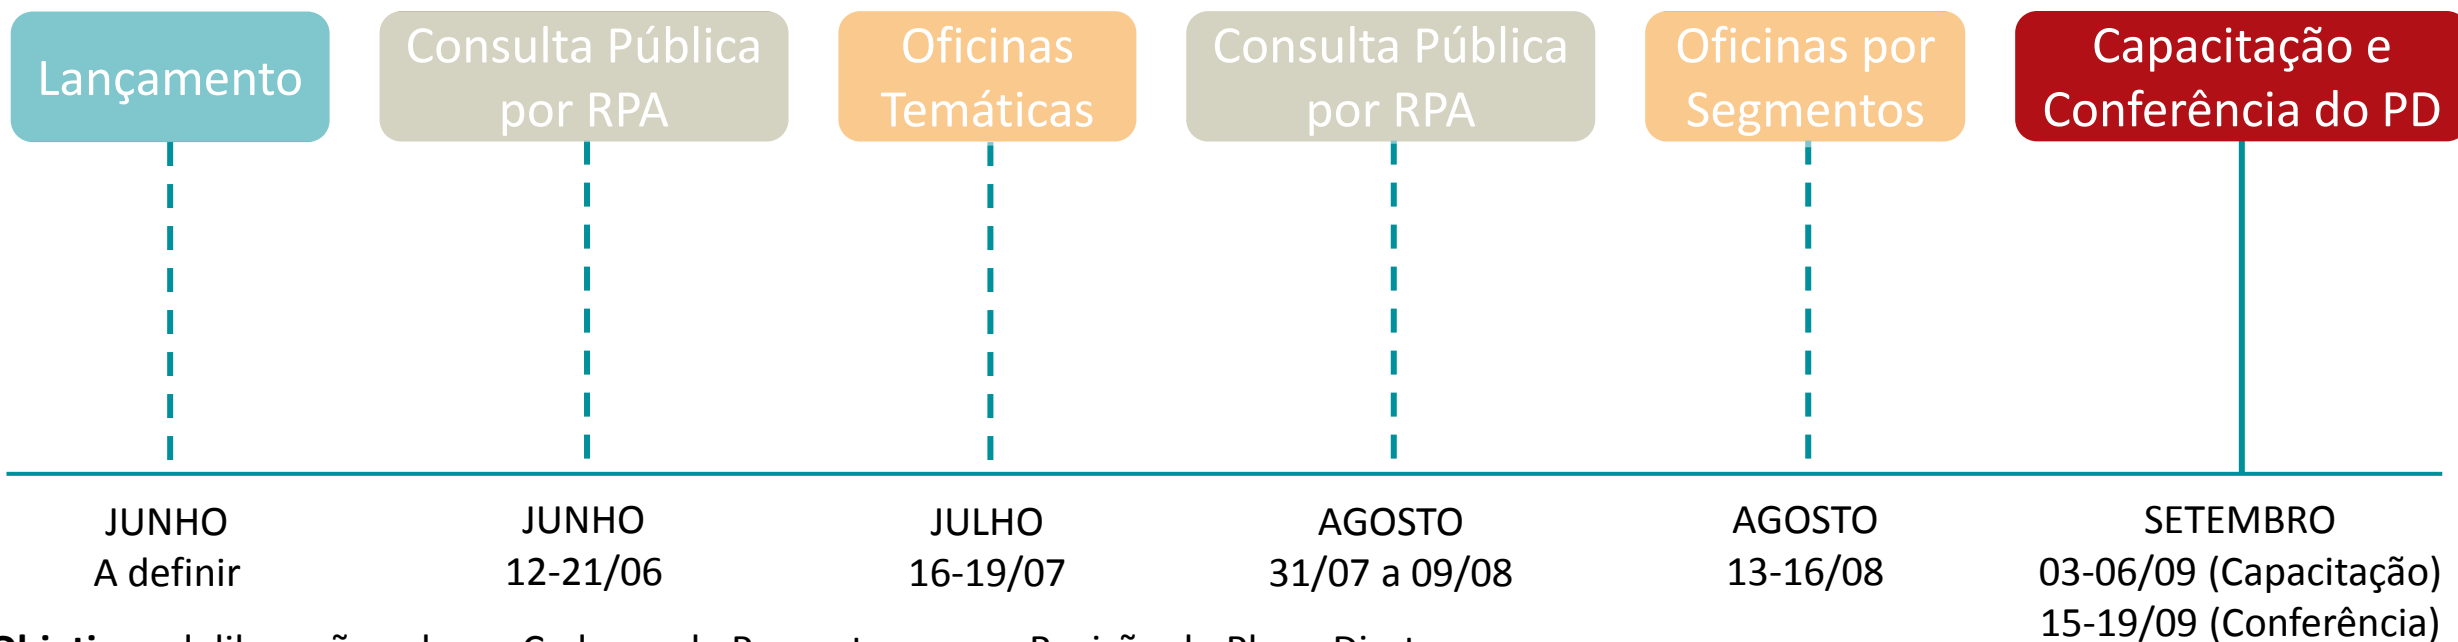 Lançamento
Consulta Pública
por RPA
Oficinas
Temáticas
Consulta Pública
por RPA
Oficinas por
Segmentos
Capacitação e
Conferência do PD
JUNHO
A definir
JUNHO
12-21/06
JULHO
16-19/07
AGOSTO
31/07 a 09/08
AGOSTO
13-16/08
SETEMBRO
03-06/09 (Capacitação)
15-19/09 (Conferência)